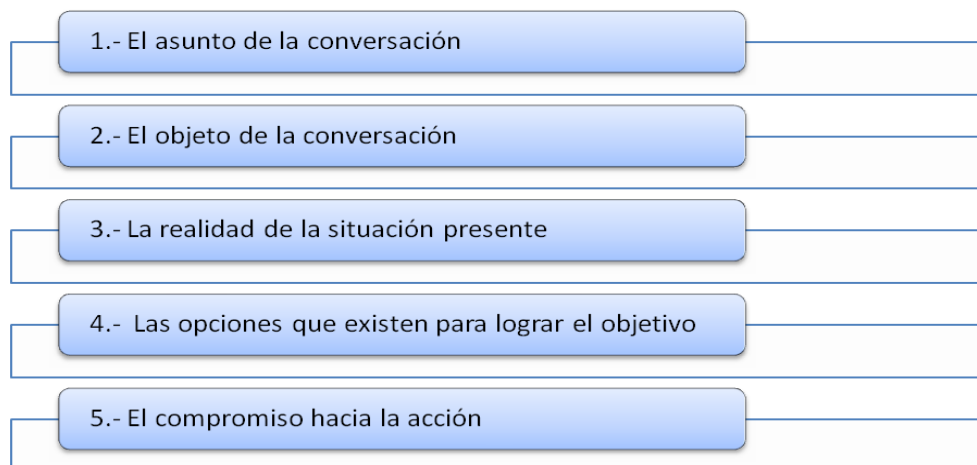 1.- El asunto de la conversación
2.- El objeto de la conversación
3.- La realidad de la situación presente
4.- Las opciones que existen para lograr el objetivo
5.- El compromiso hacia la acción